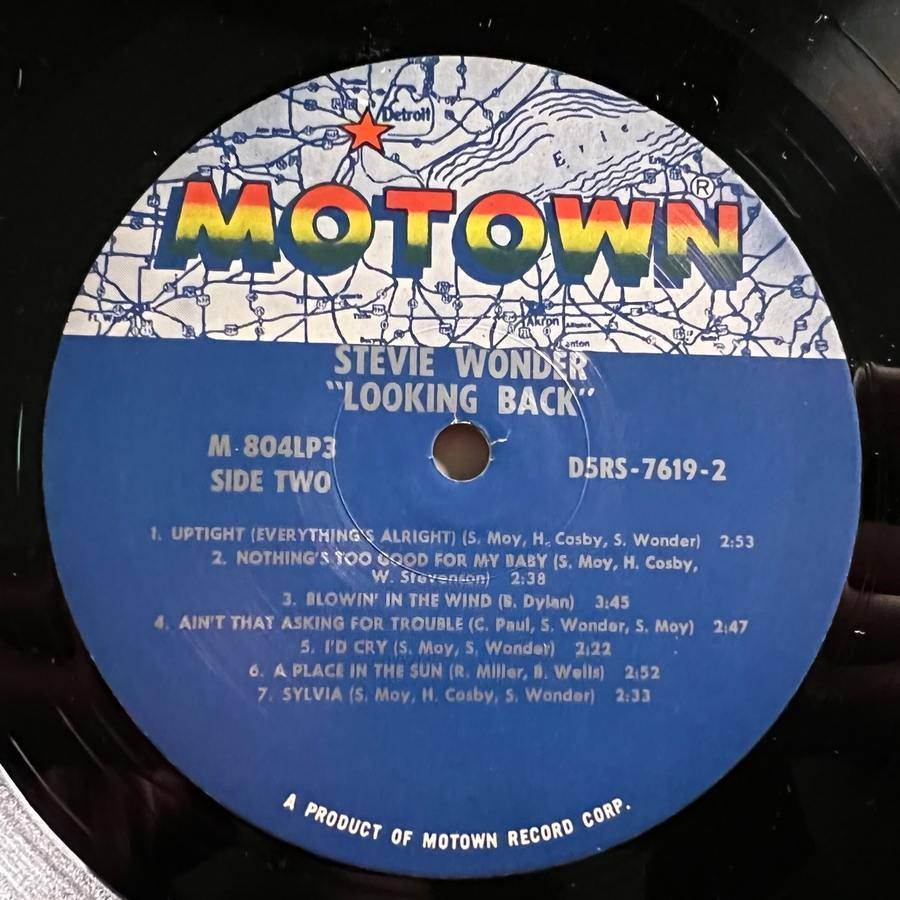 Detroit
Erie
MOTOWN®
Akron
Alliance
Canton
STEVIE WONDER
"LOOKING BACK"
M 804LP3
SIDE TWO
D5RS-7619-2
1. UPTIGHT (EVERYTHING'S ALRIGHT) (S. Moy, H. Cosby, S. Wonder) 2:53
2. NOTHING'S TOO GOOD FOR MY BABY (S. Moy, H. Cosby,
W. Stevenson) 2:38
3. BLOWIN' IN THE WIND (B. Dylan) 3:45
4. AIN'T THAT ASKING FOR TROUBLE (C. Paul, S. Wonder, S. Moy) 2:47
5. I'D CRY (S. Moy, S. Wonder) 2:22
6. A PLACE IN THE SUN (R. Miller, B. Wells) 2:52
7. SYLVIA (S. Moy, H. Cosby, S. Wonder) 2:33
A PRODUCT OF MOTOWN RECORD CORP.